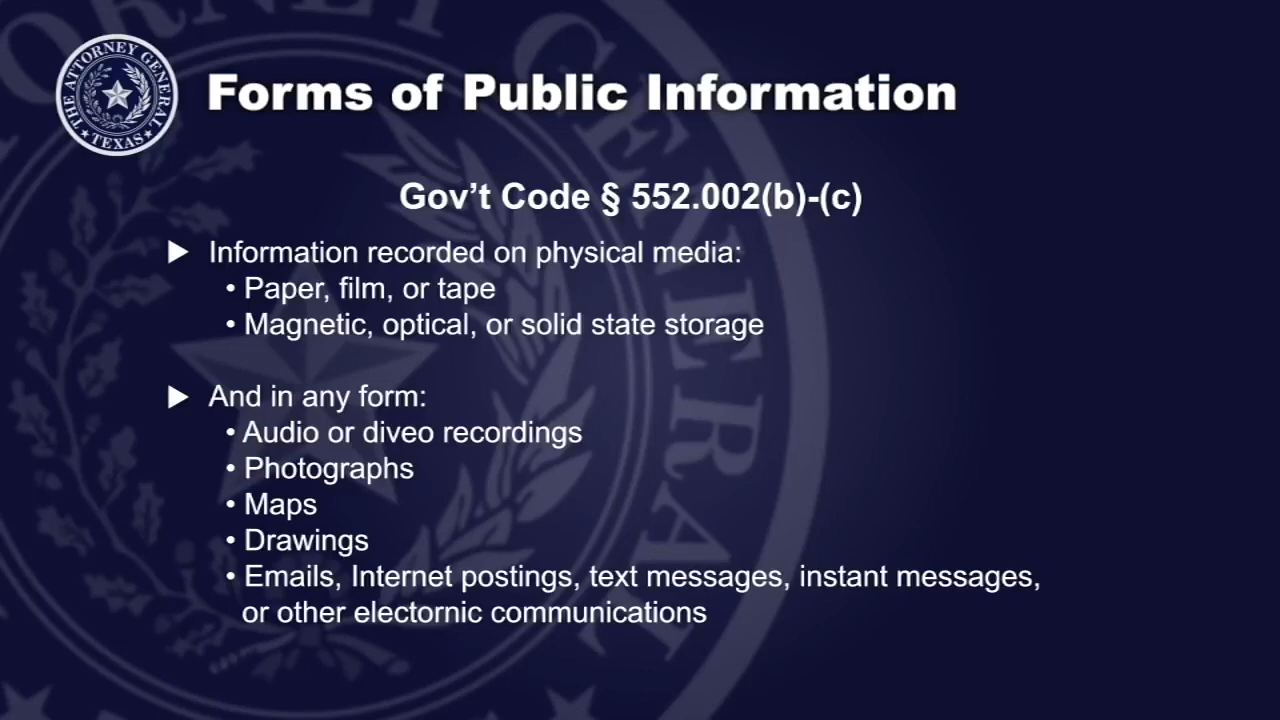 THE ATTORNEY GENERAL
TEXAS
Forms of Public Information
Gov't Code § 552.002(b)-(c)
▶ Information recorded on physical media:
• Paper, film, or tape
• Magnetic, optical, or solid state storage
▶ And in any form:
• Audio or diveo recordings
• Photographs
• Maps
• Drawings
• Emails, Internet postings, text messages, instant messages,
or other electornic communications